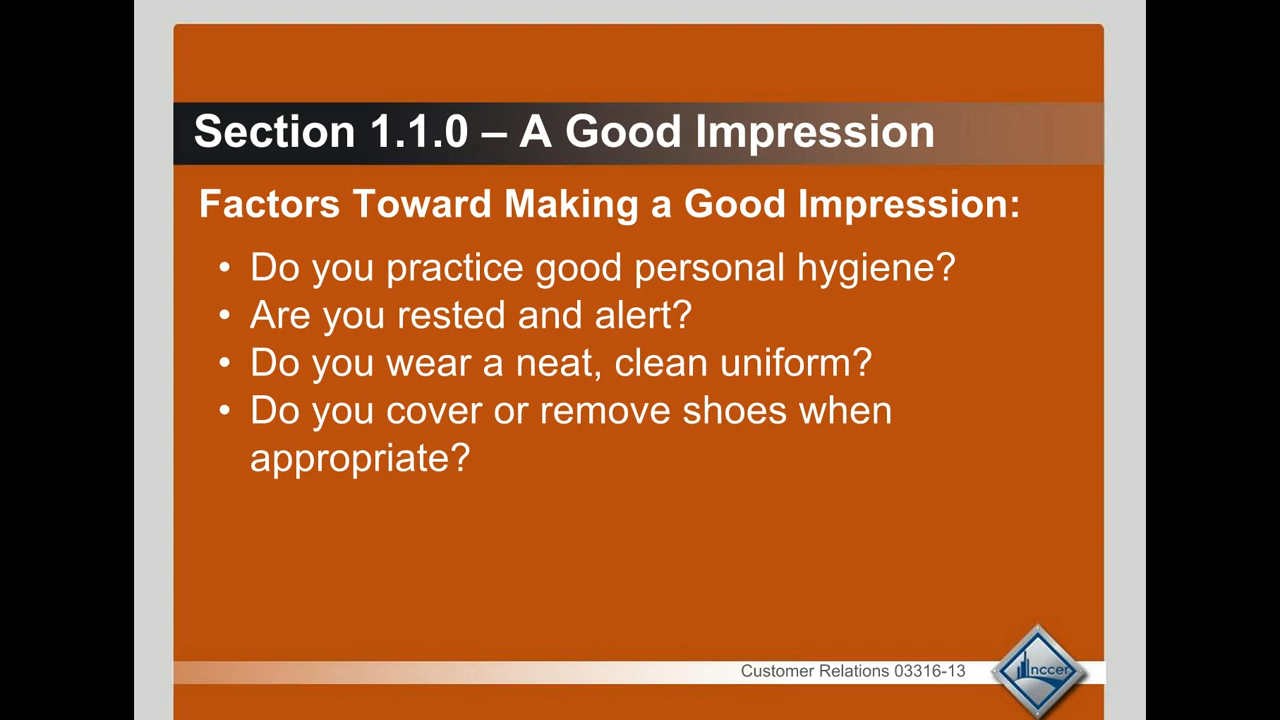 Section 1.1.0 – A Good Impression
Factors Toward Making a Good Impression:
• Do you practice good personal hygiene?
• Are you rested and alert?
• Do you wear a neat, clean uniform?
• Do you cover or remove shoes when
appropriate?
Customer Relations 03316-13
nccer